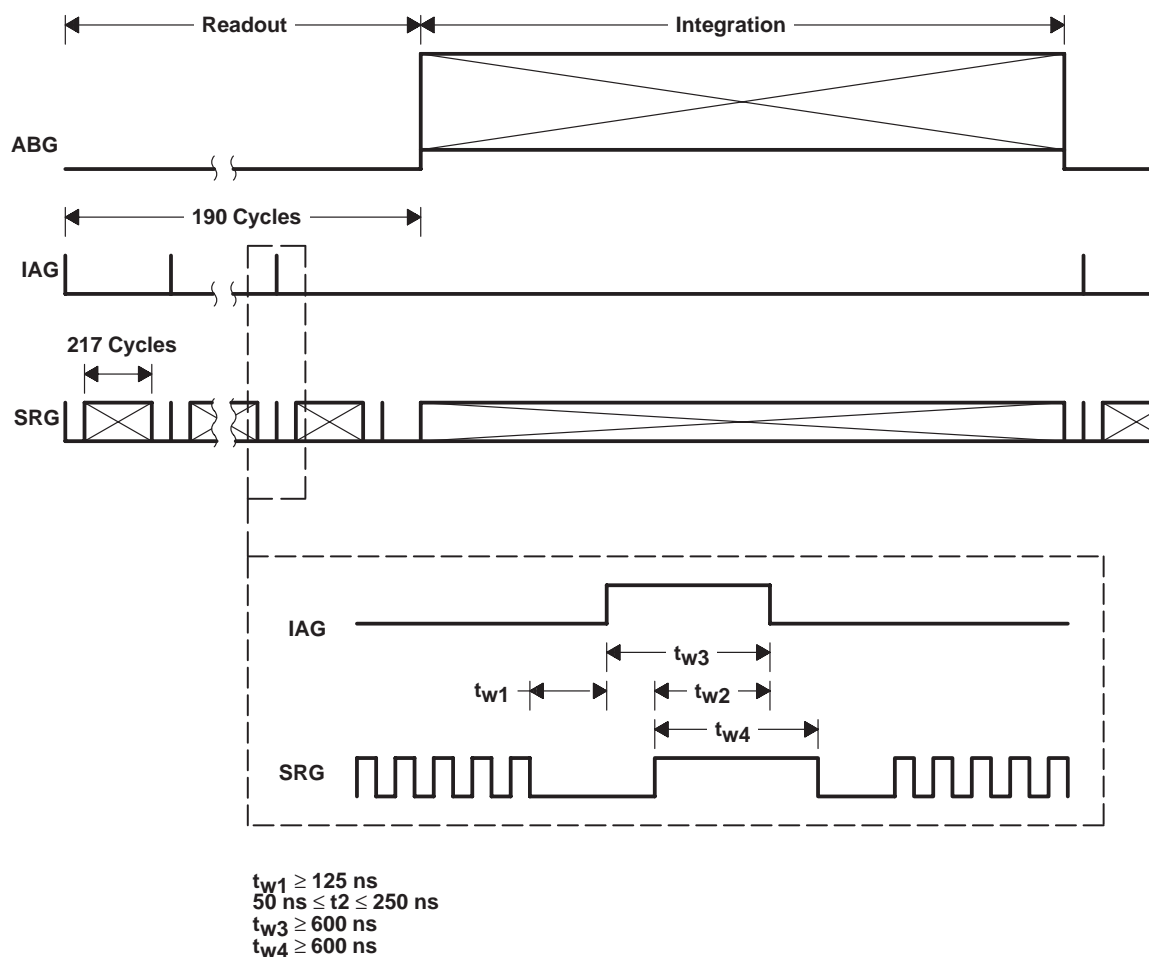 Readout
Integration
ABG
190 Cycles
IAG
217 Cycles
SRG
IAG
tw3
tw1
tw2
tw4
SRG
tw1 ≥ 125 ns
50 ns ≤ t2 ≤ 250 ns
tw3 ≥ 600 ns
tw4 ≥ 600 ns